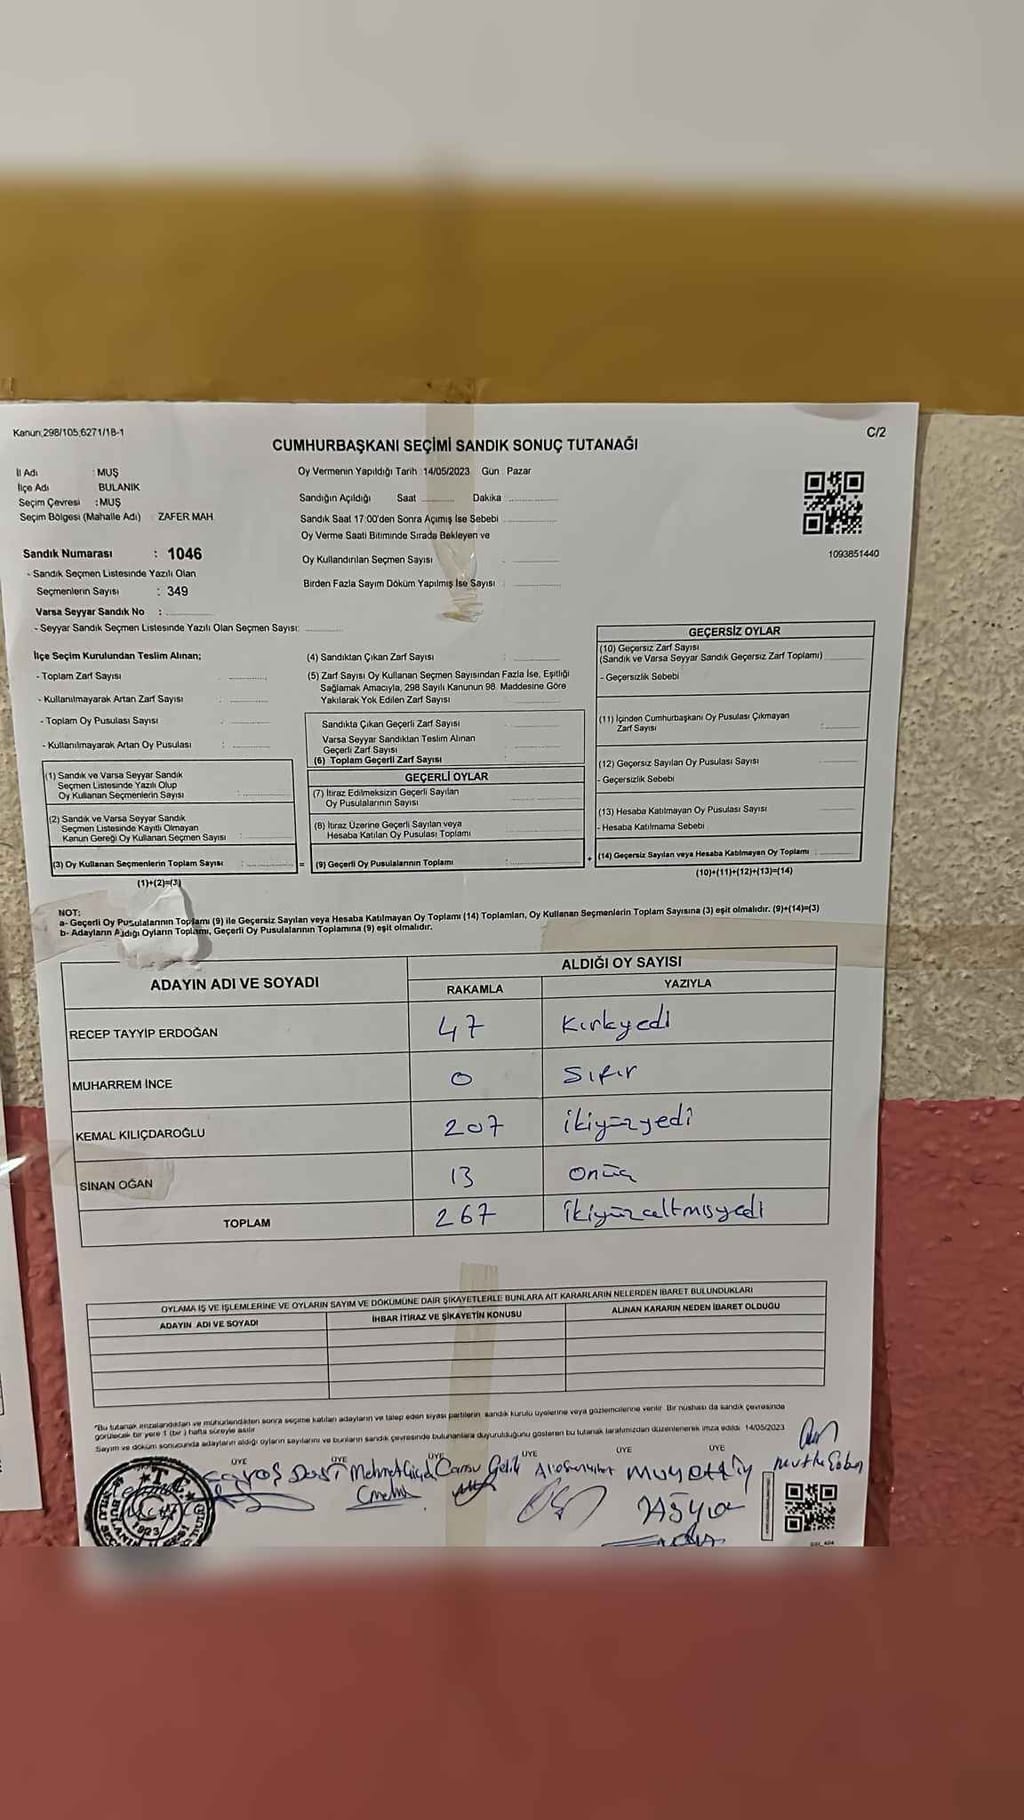 Kanun;298/105;6271/18-1
C/2
CUMHURBAŞKANI SEÇİMİ SANDIK SONUÇ TUTANAĞI
İl Adı : MUŞ
İlçe Adı BULANIK
Seçim Çevresi : MUŞ
Seçim Bölgesi (Mahalle Adı) : ZAFER MAH.
Oy Vermenin Yapıldığı Tarih 14/05/2023 Gün Pazar
Sandığın Açıldığı Saat Dakika
Sandık Saat 17:00'den Sonra Açımış İse Sebebi
Oy Verme Saati Bitiminde Sırada Bekleyen ve
Oy Kullandırılan Seçmen Sayısı :
Birden Fazla Sayım Döküm Yapılmış İse Sayısı :
1093851440
Sandık Numarası : 1046
- Sandık Seçmen Listesinde Yazılı Olan
Seçmenlerin Sayısı : 349
Varsa Seyyar Sandık No :
- Seyyar Sandık Seçmen Listesinde Yazılı Olan Seçmen Sayısı:
İlçe Seçim Kurulundan Teslim Alınan;
- Toplam Zarf Sayısı
- Kullanılmayarak Artan Zarf Sayısı :
- Toplam Oy Pusulası Sayısı :
- Kullanılmayarak Artan Oy Pusulası :
(1) Sandık ve Varsa Seyyar Sandık
Seçmen Listesinde Yazılı Olup
Oy Kullanan Seçmenlerin Sayısı :
(2) Sandık ve Varsa Seyyar Sandık
Seçmen Listesinde Kayıtlı Olmayan
Kanun Gereği Oy Kullanan Seçmen Sayısı :
(3) Oy Kullanan Seçmenlerin Toplam Sayısı :
(1)+(2)=(3)
(4) Sandıktan Çıkan Zarf Sayısı :
(5) Zarf Sayısı Oy Kullanan Seçmen Sayısından Fazla İse, Eşitliği
Sağlamak Amacıyla, 298 Sayılı Kanunun 98. Maddesine Göre
Yakılarak Yok Edilen Zarf Sayısı :
Sandıkta Çıkan Geçerli Zarf Sayısı :
Varsa Seyyar Sandıktan Teslim Alınan
Geçerli Zarf Sayısı :
(6) Toplam Geçerli Zarf Sayısı :
GEÇERLİ OYLAR
(7) İtiraz Edilmeksizin Geçerli Sayılan
Oy Pusulalarının Sayısı :
(8) İtiraz Üzerine Geçerli Sayılan veya
Hesaba Katılan Oy Pusulası Toplamı :
= (9) Geçerli Oy Pusulalarının Toplamı :
GEÇERSİZ OYLAR
(10) Geçersiz Zarf Sayısı
(Sandık ve Varsa Seyyar Sandık Geçersiz Zarf Toplamı)
- Geçersizlik Sebebi
(11) İçinden Cumhurbaşkanı Oy Pusulası Çıkmayan
Zarf Sayısı :
(12) Geçersiz Sayılan Oy Pusulası Sayısı :
- Geçersizlik Sebebi
(13) Hesaba Katılmayan Oy Pusulası Sayısı :
- Hesaba Katılmama Sebebi
+ (14) Geçersiz Sayılan veya Hesaba Katılmayan Oy Toplamı :
(10)+(11)+(12)+(13)=(14)
NOT:
a- Geçerli Oy Pusulalarının Toplamı (9) ile Geçersiz Sayılan veya Hesaba Katılmayan Oy Toplamı (14) Toplamları, Oy Kullanan Seçmenlerin Toplam Sayısına (3) eşit olmalıdır. (9)+(14)=(3)
b- Adayların Aldığı Oyların Toplamı, Geçerli Oy Pusulalarının Toplamına (9) eşit olmalıdır.
ADAYIN ADI VE SOYADI
ALDIĞI OY SAYISI
RAKAMLA YAZIYLA
RECEP TAYYİP ERDOĞAN 47 kırkyedi
MUHARREM İNCE 0 Sıfır
KEMAL KILIÇDAROĞLU 207 ikiyüzyedi
SİNAN OĞAN 13 onüç
TOPLAM 267 ikiyüzaltmışyedi
OYLAMA İŞ VE İŞLEMLERİNE VE OYLARIN SAYIM VE DÖKÜMÜNE DAİR ŞİKAYETLERLE BUNLARA AİT KARARLARIN NELERDEN İBARET BULUNDUKLARI
ADAYIN ADI VE SOYADI İHBAR İTİRAZ VE ŞİKAYETİN KONUSU ALINAN KARARIN NEDEN İBARET OLDUĞU
"Bu tutanak imzalandıktan ve mühürlendikten sonra seçime katılan adayların ve talep eden siyasi partilerin sandık kurulu üyelerine veya gözlemcilerine verilir. Bir nüshası da sandık çevresinde
görülecek bir yere 1 (bir) hafta süreyle asılır
Sayım ve döküm sonucunda adayların aldığı oyların sayılarını ve bunların sandık çevresinde bulunanlara duyurulduğunu gösteren bu tutanak tarafımızdan düzenlenerek imza edildi 14/05/2023
ÜYE ÜYE ÜYE ÜYE ÜYE ÜYE
T.C.
1923